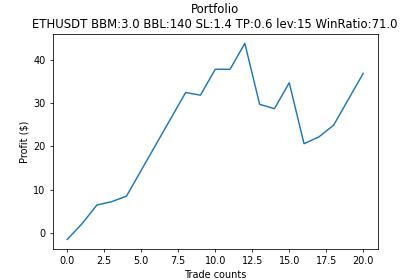 Portfolio
ETHUSDT BBM:3.0 BBL:140 SL:1.4 TP:0.6 lev:15 WinRatio:71.0
Profit ($)
40
30
20
10
0
0.0 2.5 5.0 7.5 10.0 12.5 15.0 17.5 20.0
Trade counts